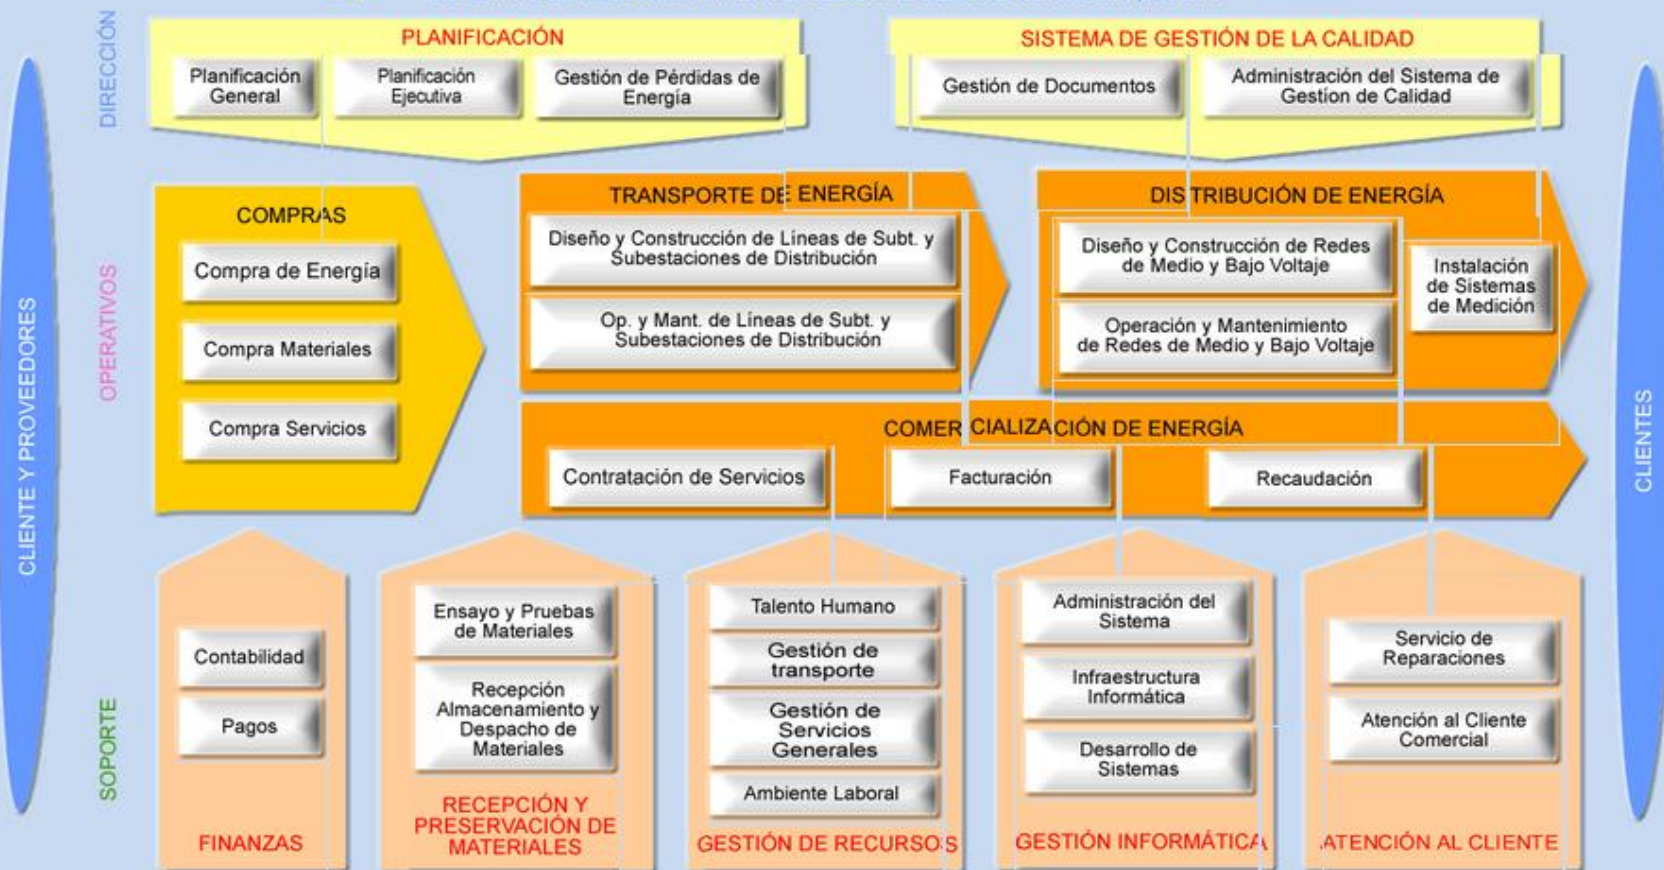 DIRECCIÓN
PLANIFICACIÓN
Planificación
General
Planificación
Ejecutiva
Gestión de Pérdidas de
Energía
SISTEMA DE GESTIÓN DE LA CALIDAD
Gestión de Documentos
Administración del Sistema de
Gestíon de Calidad
CLIENTE Y PROVEEDORES
OPERATIVOS
COMPRAS
Compra de Energía
Compra Materiales
Compra Servicios
TRANSPORTE DE ENERGÍA
Diseño y Construcción de Líneas de Subt. y
Subestaciones de Distribución
Op. y Mant. de Líneas de Subt. y
Subestaciones de Distribución
DISTRIBUCIÓN DE ENERGÍA
Diseño y Construcción de Redes
de Medio y Bajo Voltaje
Operación y Mantenimiento
de Redes de Medio y Bajo Voltaje
Instalación
de Sistemas
de Medición
COMERCIALIZACIÓN DE ENERGÍA
Contratación de Servicios
Facturación
Recaudación
CLIENTES
SOPORTE
Contabilidad
Pagos
FINANZAS
Ensayo y Pruebas
de Materiales
Recepción
Almacenamiento y
Despacho de
Materiales
RECEPCIÓN Y
PRESERVACIÓN DE
MATERIALES
Talento Humano
Gestión de
transporte
Gestión de
Servicios
Generales
Ambiente Laboral
GESTIÓN DE RECURSOS
Administración del
Sistema
Infraestructura
Informática
Desarrollo de
Sistemas
GESTIÓN INFORMÁTICA
Servicio de
Reparaciones
Atención al Cliente
Comercial
ATENCIÓN AL CLIENTE